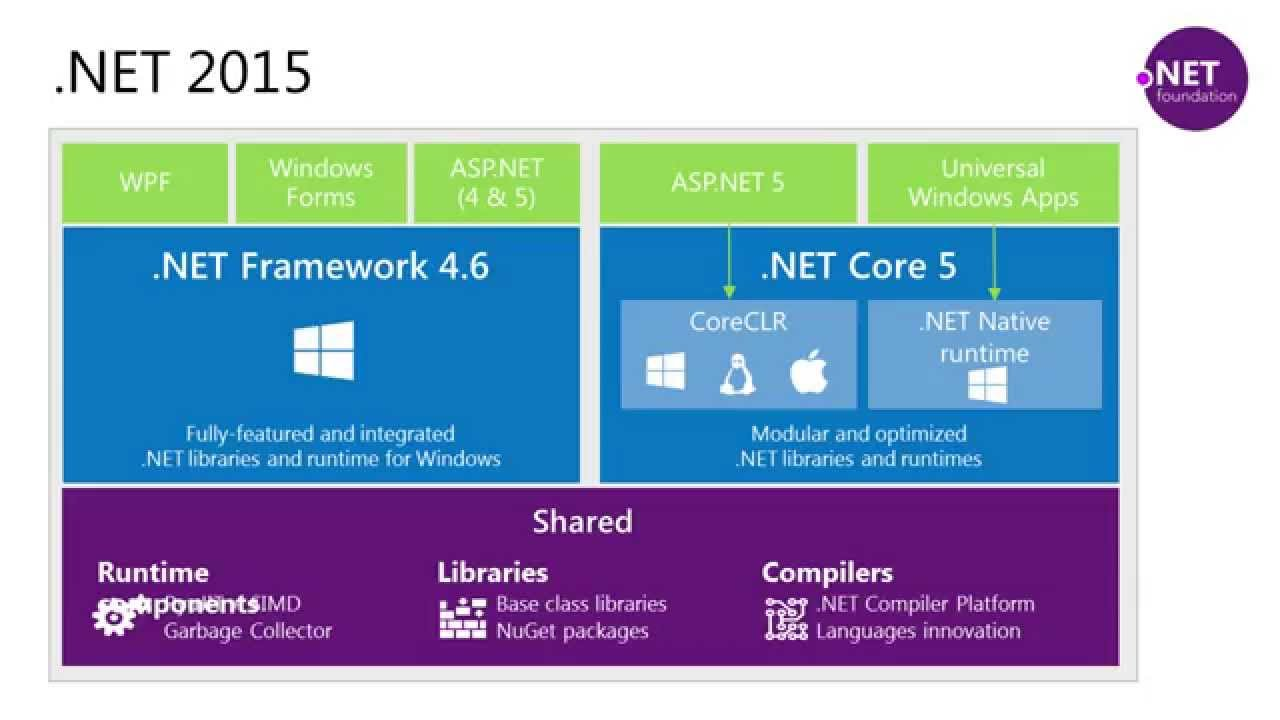 .NET 2015
.NET
foundation
WPF
Windows
Forms
ASP.NET
(4 & 5)
ASP.NET 5
Universal
Windows Apps
.NET Framework 4.6
Fully-featured and integrated
.NET libraries and runtime for Windows
.NET Core 5
CoreCLR
.NET Native
runtime
Modular and optimized
.NET libraries and runtimes
Shared
Runtime
components
SIMD
Garbage Collector
Libraries
Base class libraries
NuGet packages
Compilers
.NET Compiler Platform
Languages innovation